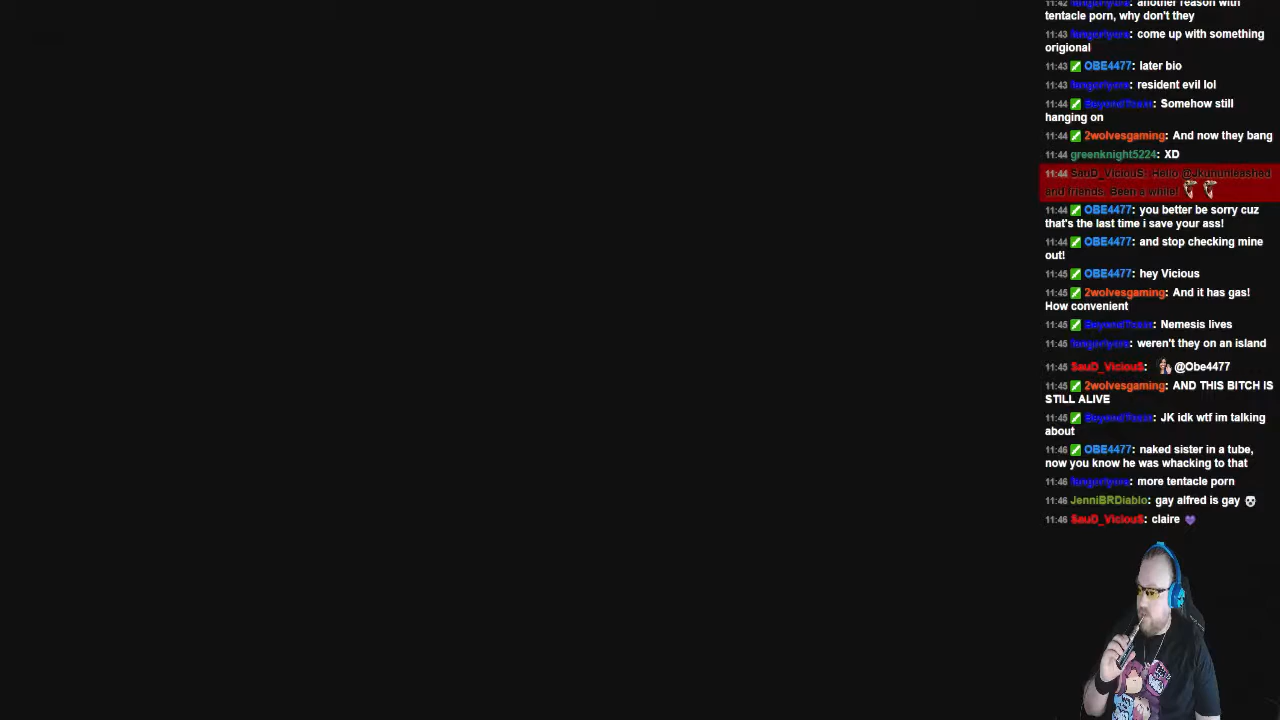 another reason with
tentacle porn, why don't they
11:43 : come up with something
origional
11:43 OBE4477: later bio
11:43 : resident evil lol
11:44 : Somehow still
hanging on
11:44 2wolvesgaming: And now they bang
11:44 greenknight5224: XD
11:44 SauD_ViciouS: Hello @Jkununleashed
and friends. Been a while!
11:44 OBE4477: you better be sorry cuz
that's the last time i save your ass!
11:44 OBE4477: and stop checking mine
out!
11:45 OBE4477: hey Vicious
11:45 2wolvesgaming: And it has gas!
How convenient
11:45 : Nemesis lives
11:45 : weren't they on an island
11:45 SauD_ViciouS: @Obe4477
11:45 2wolvesgaming: AND THIS BITCH IS
STILL ALIVE
11:45 : JK idk wtf im talking
about
11:46 OBE4477: naked sister in a tube,
now you know he was whacking to that
11:46 : more tentacle porn
11:46 JenniBRDiablo: gay alfred is gay
11:46 SauD_ViciouS: claire